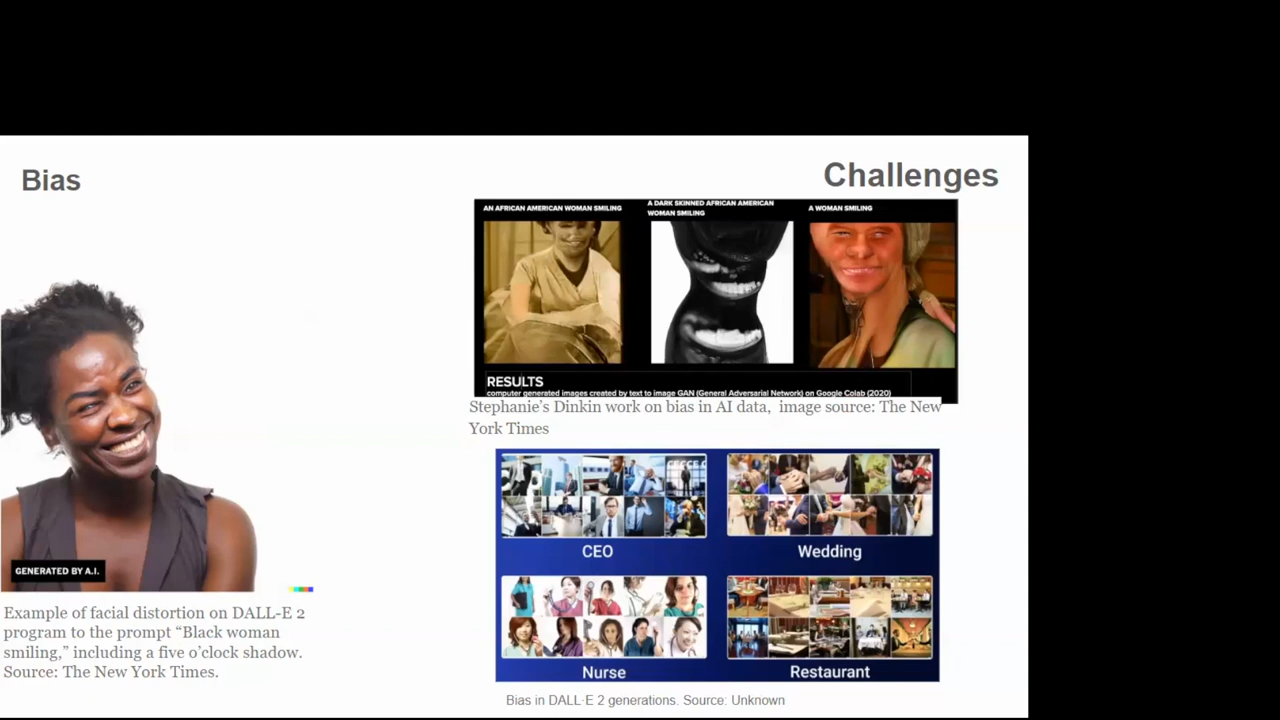 Bias
Challenges
AN AFRICAN AMERICAN WOMAN SMILING
A DARK SKINNED AFRICAN AMERICAN
WOMAN SMILING
A WOMAN SMILING
RESULTS
computer generated images created by text to image GAN (General Adversarial Network) on Google Colab (2020)
Stephanie's Dinkin work on bias in AI data, image source: The New
York Times
CEO
Wedding
Nurse
Restaurant
Bias in DALL·E 2 generations. Source: Unknown
GENERATED BY A.I.
Example of facial distortion on DALL-E 2
program to the prompt “Black woman
smiling,” including a five o'clock shadow.
Source: The New York Times.